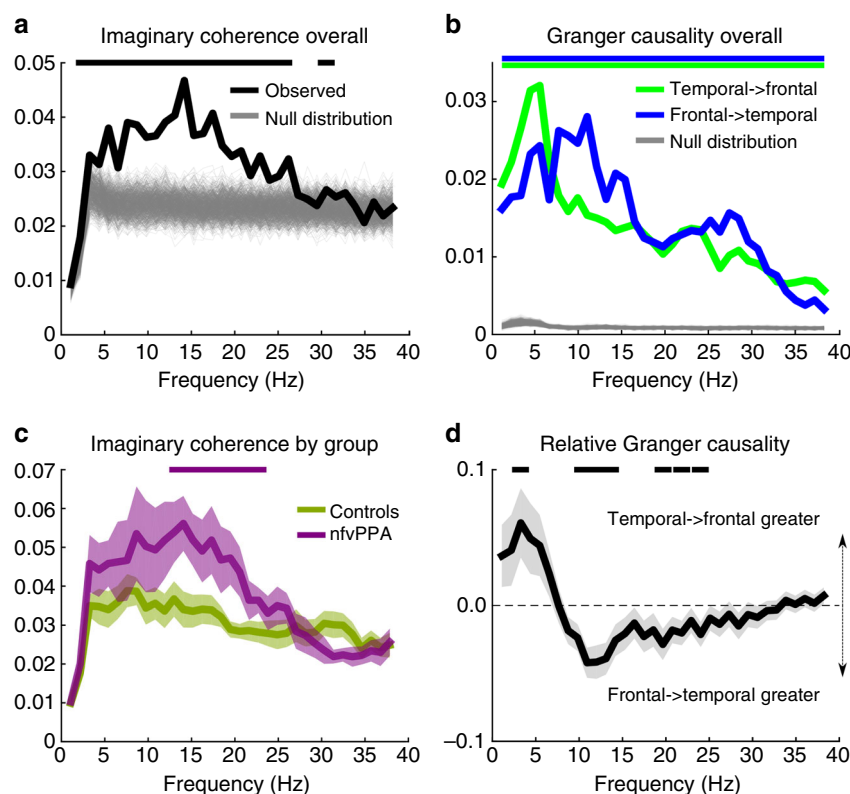 a
Imaginary coherence overall
0.05
0.04
0.03
0.02
0.01
0
Observed
Null distribution
0 5 10 15 20 25 30 35 40
Frequency (Hz)
b
Granger causality overall
0.03
0.02
0.01
0
Temporal->frontal
Frontal->temporal
Null distribution
0 5 10 15 20 25 30 35 40
Frequency (Hz)
c
Imaginary coherence by group
0.07
0.06
0.05
0.04
0.03
0.02
0.01
0
Controls
nfvPPA
0 5 10 15 20 25 30 35 40
Frequency (Hz)
d
Relative Granger causality
0.1
0.0
–0.1
Temporal->frontal greater
Frontal->temporal greater
0 5 10 15 20 25 30 35 40
Frequency (Hz)